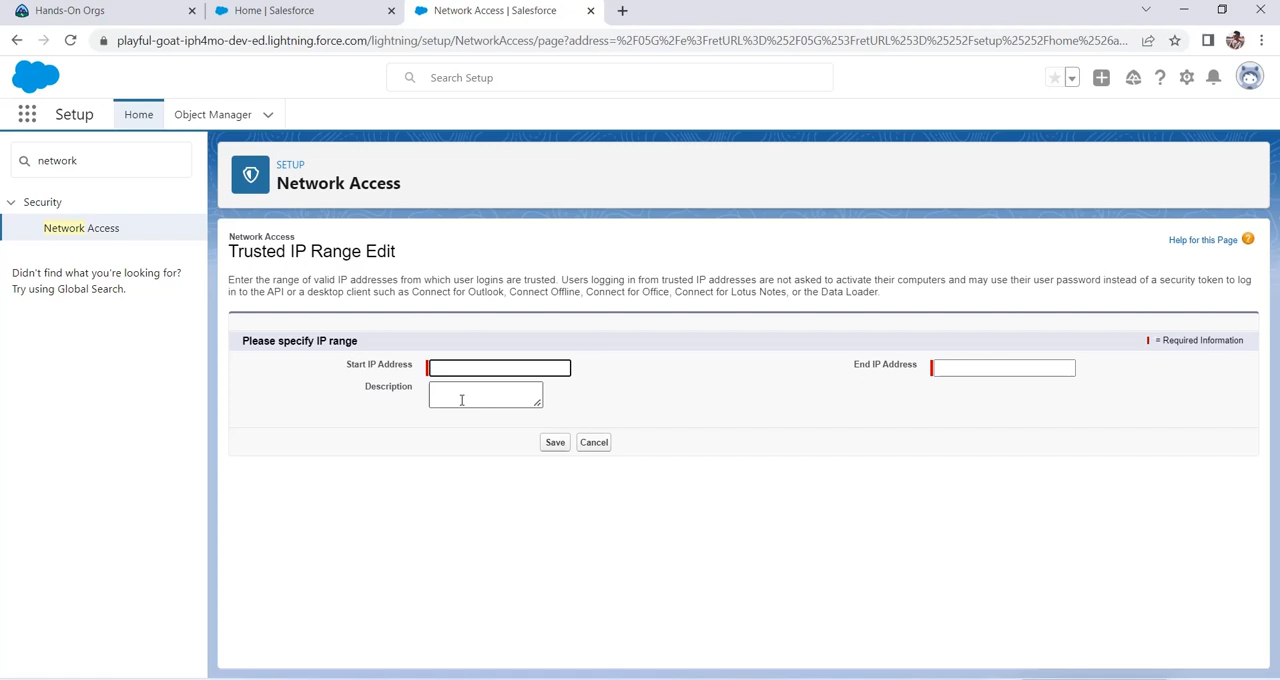 Hands-On Orgs
Home | Salesforce
Network Access | Salesforce
playful-goat-iph4mo-dev-ed.lightning.force.com/lightning/setup/NetworkAccess/page?address=%2F05G%2Fe%3FretURL%3D%252F05G%253FretURL%253D%25252Fsetup%25252Fhome%2526a...
Search Setup
Setup
Home
Object Manager
network
Security
Network Access
Didn't find what you're looking for?
Try using Global Search.
SETUP
Network Access
Network Access
Trusted IP Range Edit
Help for this Page ?
Enter the range of valid IP addresses from which user logins are trusted. Users logging in from trusted IP addresses are not asked to activate their computers and may use their user password instead of a security token to log
in to the API or a desktop client such as Connect for Outlook, Connect Offline, Connect for Office, Connect for Lotus Notes, or the Data Loader.
Please specify IP range
= Required Information
Start IP Address
End IP Address
Description
Save
Cancel